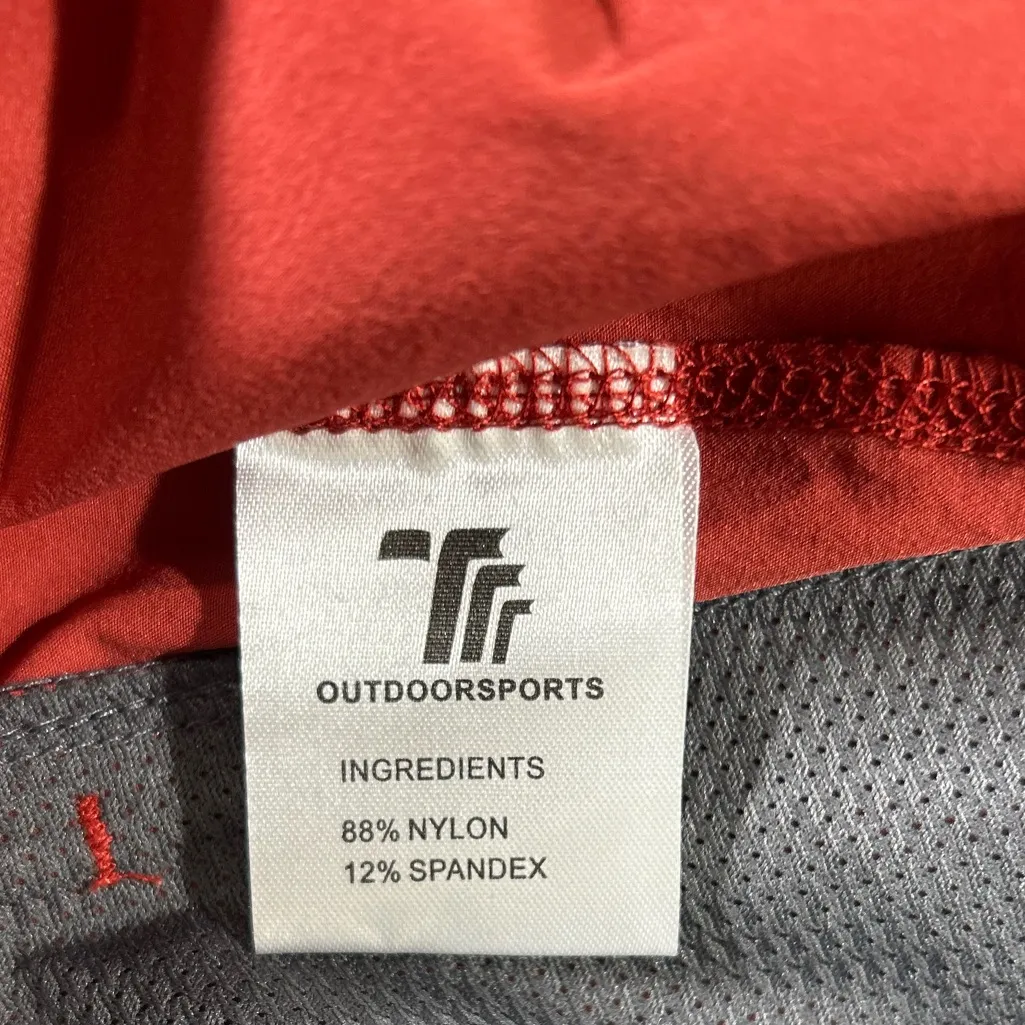 OUTDOORSPORTS
INGREDIENTS
88% NYLON
12% SPANDEX